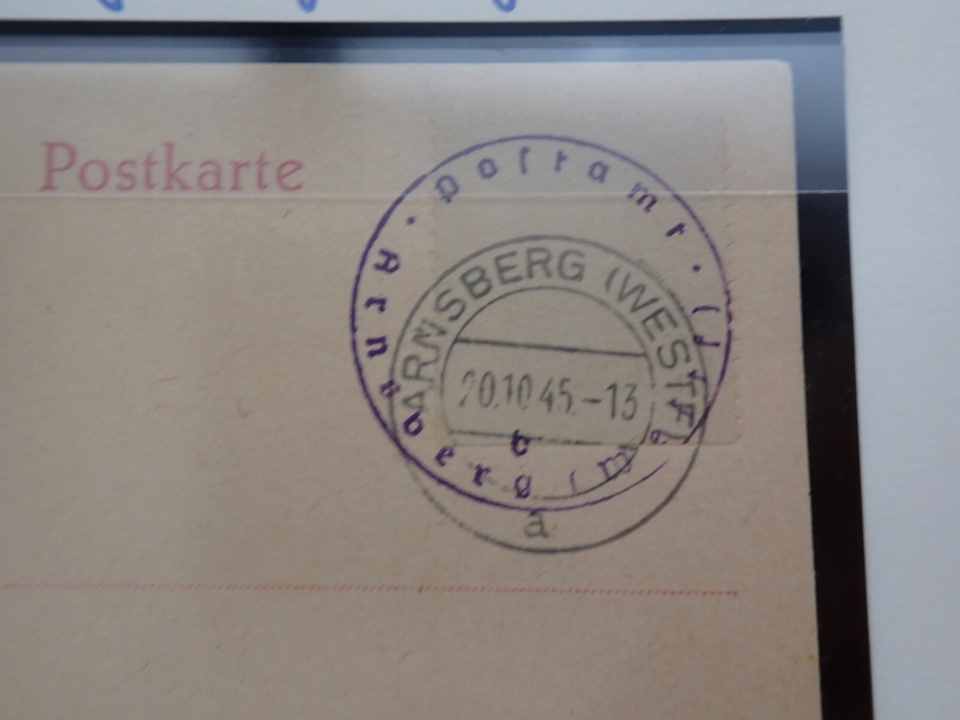 Postkarte
Postamt · Arnsberg
ARNSBERG (WESTF)
20.10.45.-13
b
a